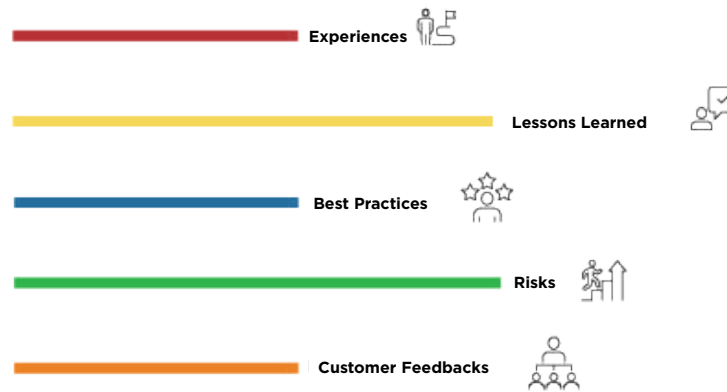 Experiences
Lessons Learned
Best Practices
Risks
Customer Feedbacks